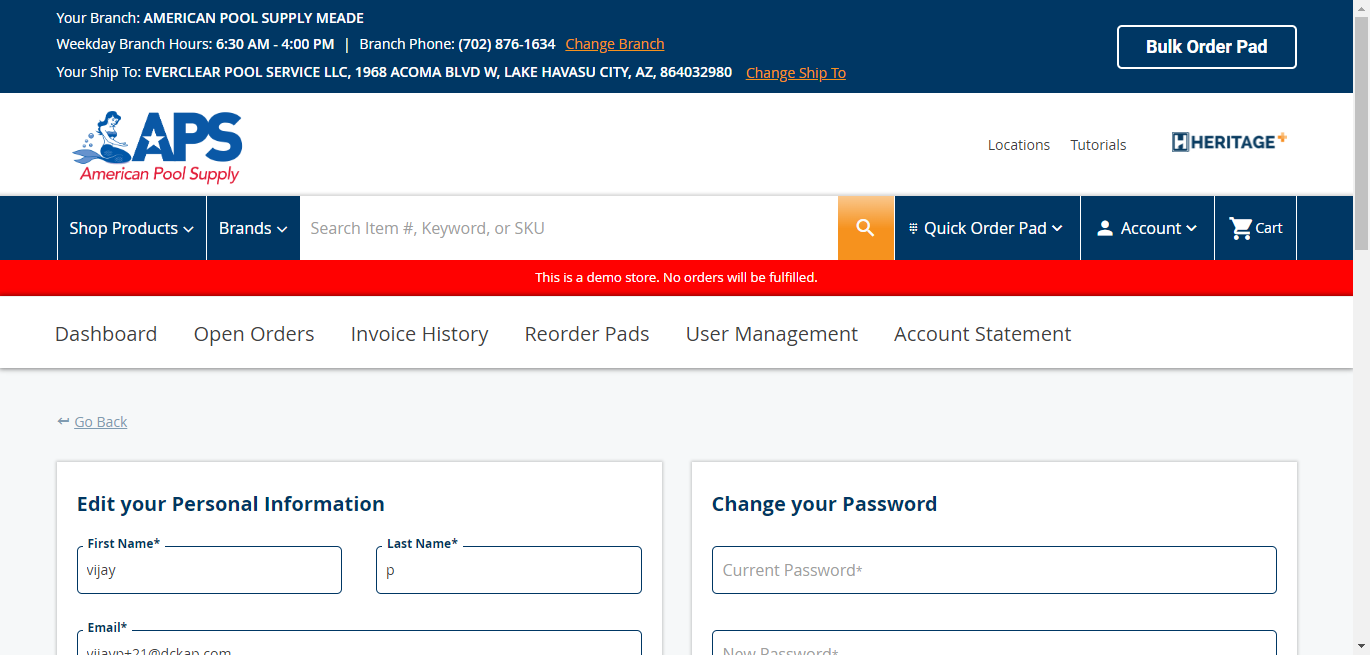 Your Branch: AMERICAN POOL SUPPLY MEADE
Weekday Branch Hours: 6:30 AM - 4:00 PM | Branch Phone: (702) 876-1634 Change Branch
Your Ship To: EVERCLEAR POOL SERVICE LLC, 1968 ACOMA BLVD W, LAKE HAVASU CITY, AZ, 864032980 Change Ship To
Bulk Order Pad
APS
American Pool Supply
Locations Tutorials HERITAGE+
Shop Products Brands Search Item #, Keyword, or SKU Quick Order Pad Account Cart
This is a demo store. No orders will be fulfilled.
Dashboard Open Orders Invoice History Reorder Pads User Management Account Statement
Go Back
Edit your Personal Information
First Name* Last Name*
vijay p
Email*
vijayp+21@dckap.com
Change your Password
Current Password*
New Password*